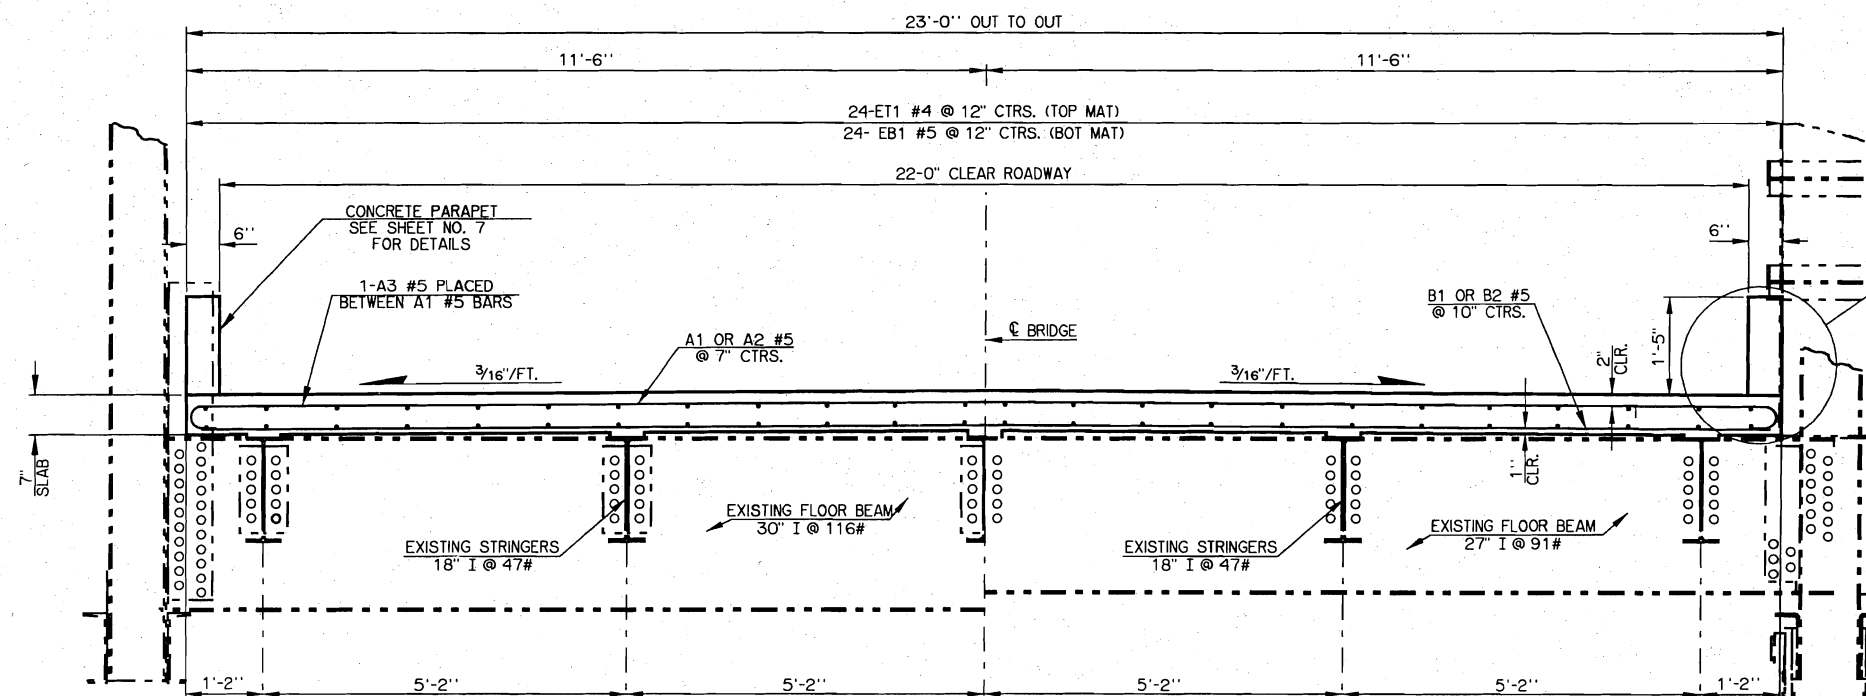 23'-0'' OUT TO OUT
11'-6'' 11'-6''
24-ET1 #4 @ 12" CTRS. (TOP MAT)
24- EB1 #5 @ 12" CTRS. (BOT MAT)
22-0" CLEAR ROADWAY
CONCRETE PARAPET
SEE SHEET NO. 7
FOR DETAILS
6'' 6''
1-A3 #5 PLACED
BETWEEN A1 #5 BARS
B1 OR B2 #5
@ 10" CTRS.
A1 OR A2 #5
@ 7" CTRS.
℄ BRIDGE
2"
CLR.
1'-5"
3/16"/FT. 3/16"/FT.
7"
SLAB
1"
CLR.
EXISTING FLOOR BEAM
30" I @ 116#
EXISTING FLOOR BEAM
27" I @ 91#
EXISTING STRINGERS
18" I @ 47#
EXISTING STRINGERS
18" I @ 47#
1'-2'' 5'-2'' 5'-2'' 5'-2'' 5'-2'' 1'-2''